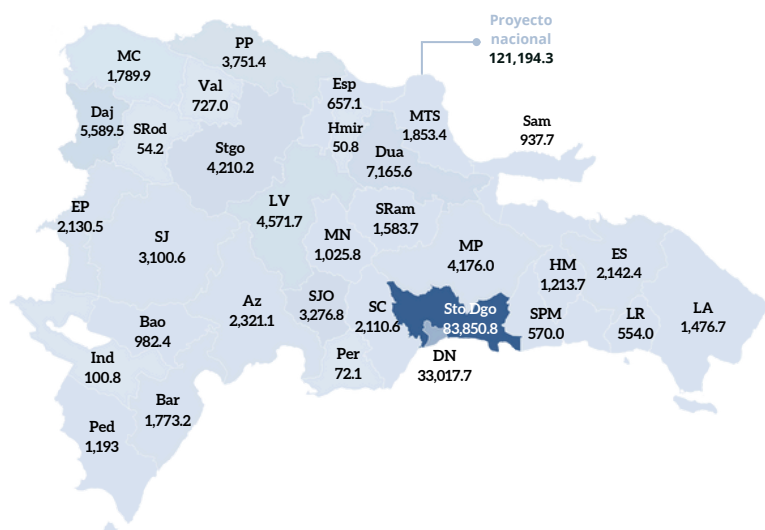 Proyecto
nacional
121,194.3
MC
1,789.9
PP
3,751.4
Val
727.0
Esp
657.1
Daj
5,589.5
SRod
54.2
Stgo
4,210.2
Hmir
50.8
MTS
1,853.4
Dua
7,165.6
Sam
937.7
EP
2,130.5
SJ
3,100.6
LV
4,571.7
MN
1,025.8
SRam
1,583.7
MP
4,176.0
HM
1,213.7
ES
2,142.4
Az
2,321.1
SJO
3,276.8
SC
2,110.6
Sto.Dgo
83,850.8
SPM
570.0
LR
554.0
LA
1,476.7
Bao
982.4
Ind
100.8
Per
72.1
DN
33,017.7
Bar
1,773.2
Ped
1,193